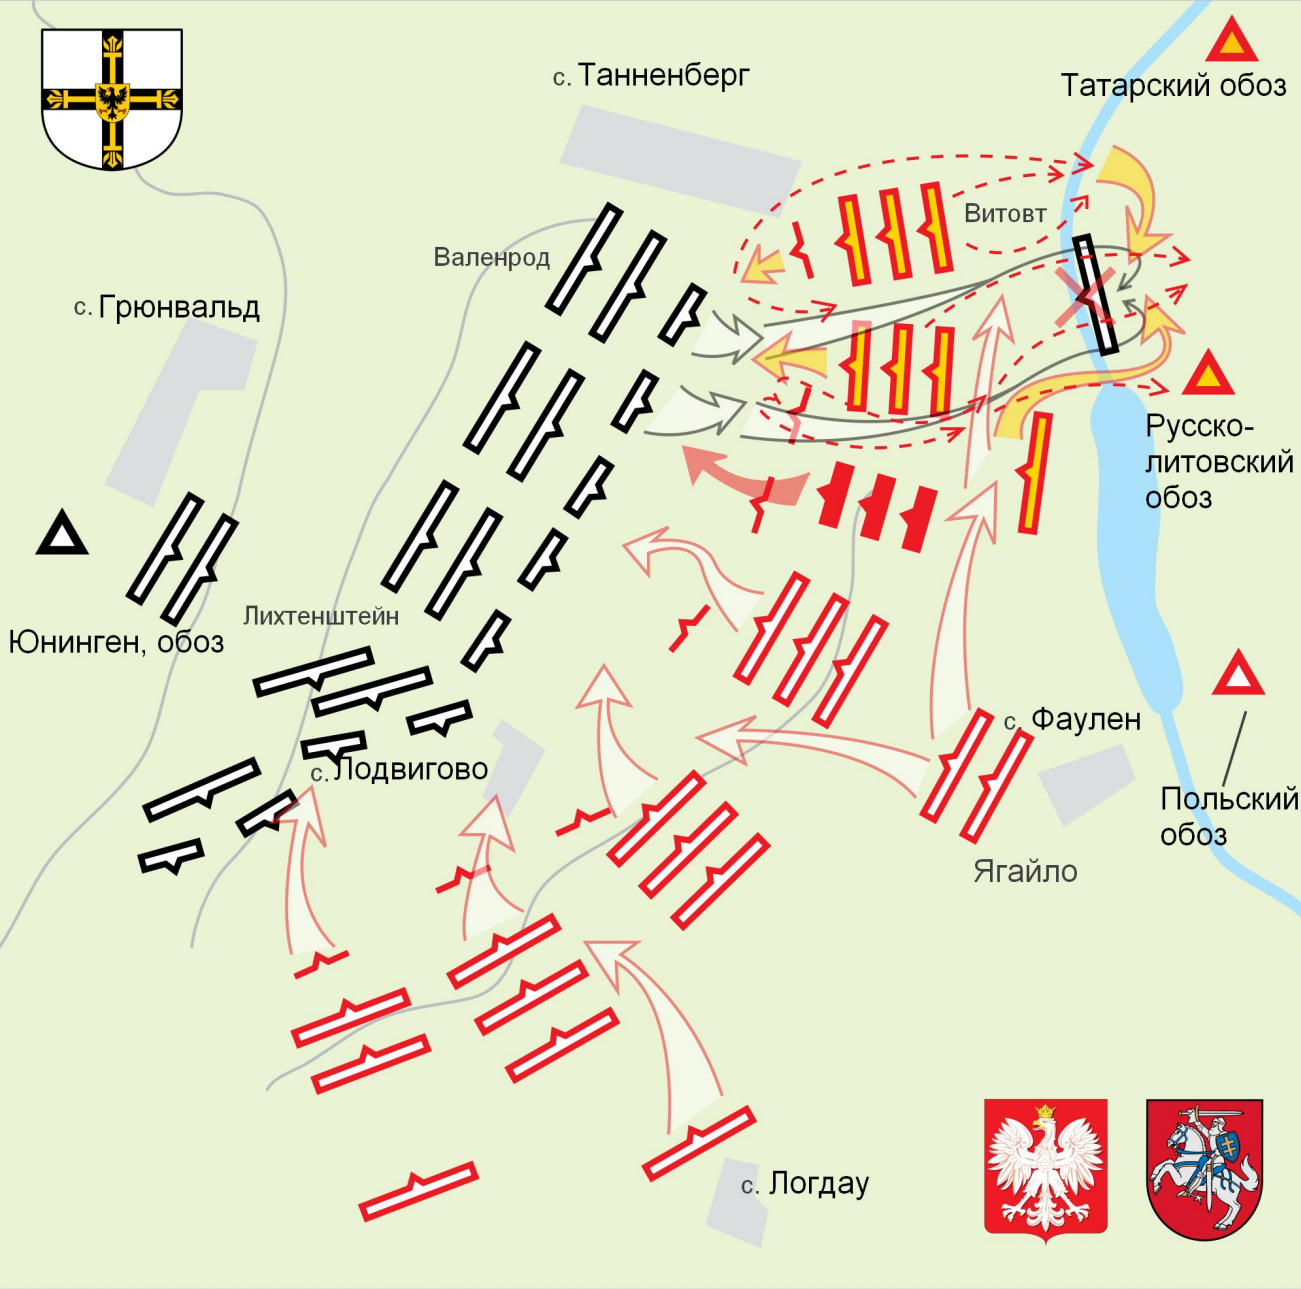 с. Танненберг
Татарский обоз
Витовт
Валенрод
с. Грюнвальд
Русско-
литовский
обоз
Лихтенштейн
Юнинген, обоз
с. Фаулен
с. Лодвигово
Польский
обоз
Ягайло
с. Логдау